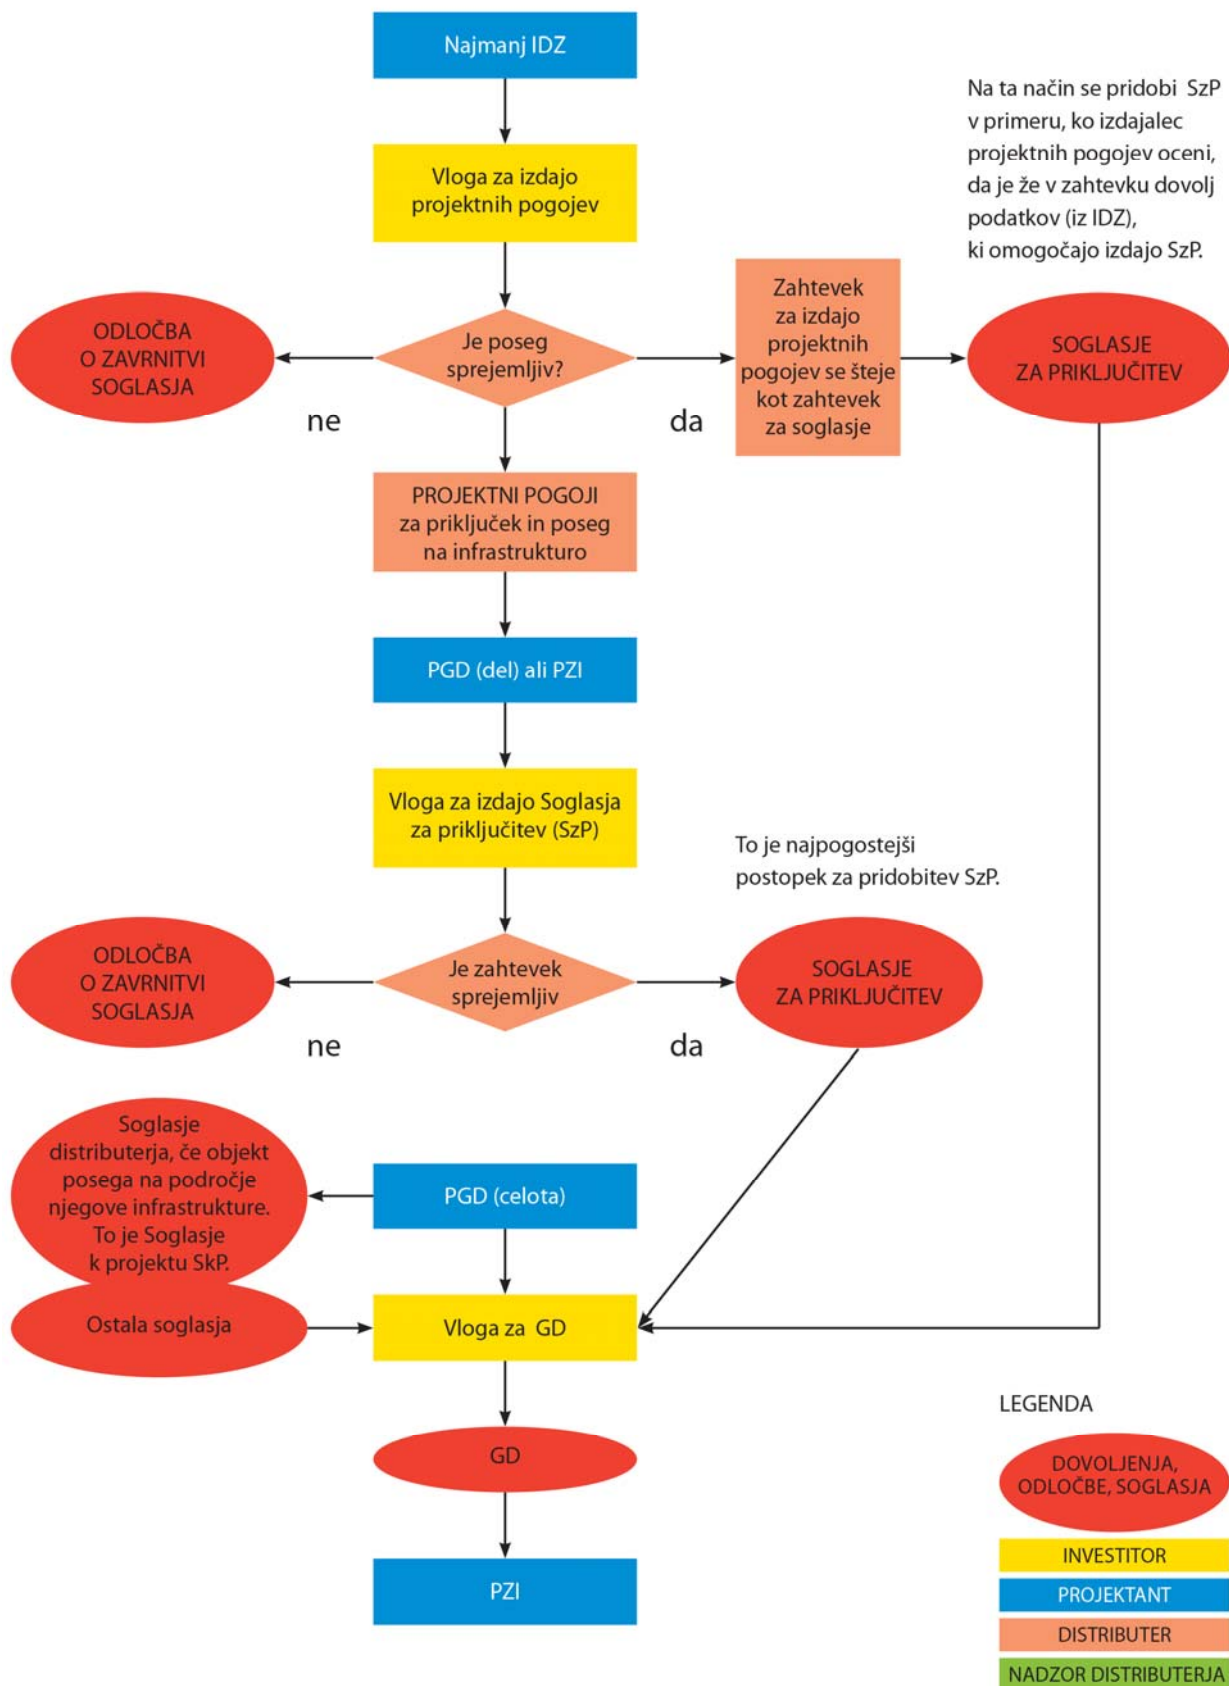 Najmanj IDZ
Na ta način se pridobi SzP
v primeru, ko izdajalec
projektnih pogojev oceni,
da je že v zahtevku dovolj
podatkov (iz IDZ),
ki omogočajo izdajo SzP.
Vloga za izdajo
projektnih pogojev
ODLOČBA
O ZAVRNITVI
SOGLASJA
Je poseg
sprejemljiv?
Zahtevek
za izdajo
projektnih
pogojev se šteje
kot zahtevek
za soglasje
SOGLASJE
ZA PRIKLJUČITEV
ne
da
PROJEKTNI POGOJI
za priključek in poseg
na infrastrukturo
PGD (del) ali PZI
Vloga za izdajo Soglasja
za priključitev (SzP)
To je najpogostejši
postopek za pridobitev SzP.
ODLOČBA
O ZAVRNITVI
SOGLASJA
Je zahtevek
sprejemljiv
SOGLASJE
ZA PRIKLJUČITEV
ne
da
Soglasje
distributerja, če objekt
posega na področje
njegove infrastrukture.
To je Soglasje
k projektu SkP.
PGD (celota)
Ostala soglasja
Vloga za GD
GD
PZI
LEGENDA
DOVOLJENJA,
ODLOČBE, SOGLASJA
INVESTITOR
PROJEKTANT
DISTRIBUTER
NADZOR DISTRIBUTERJA